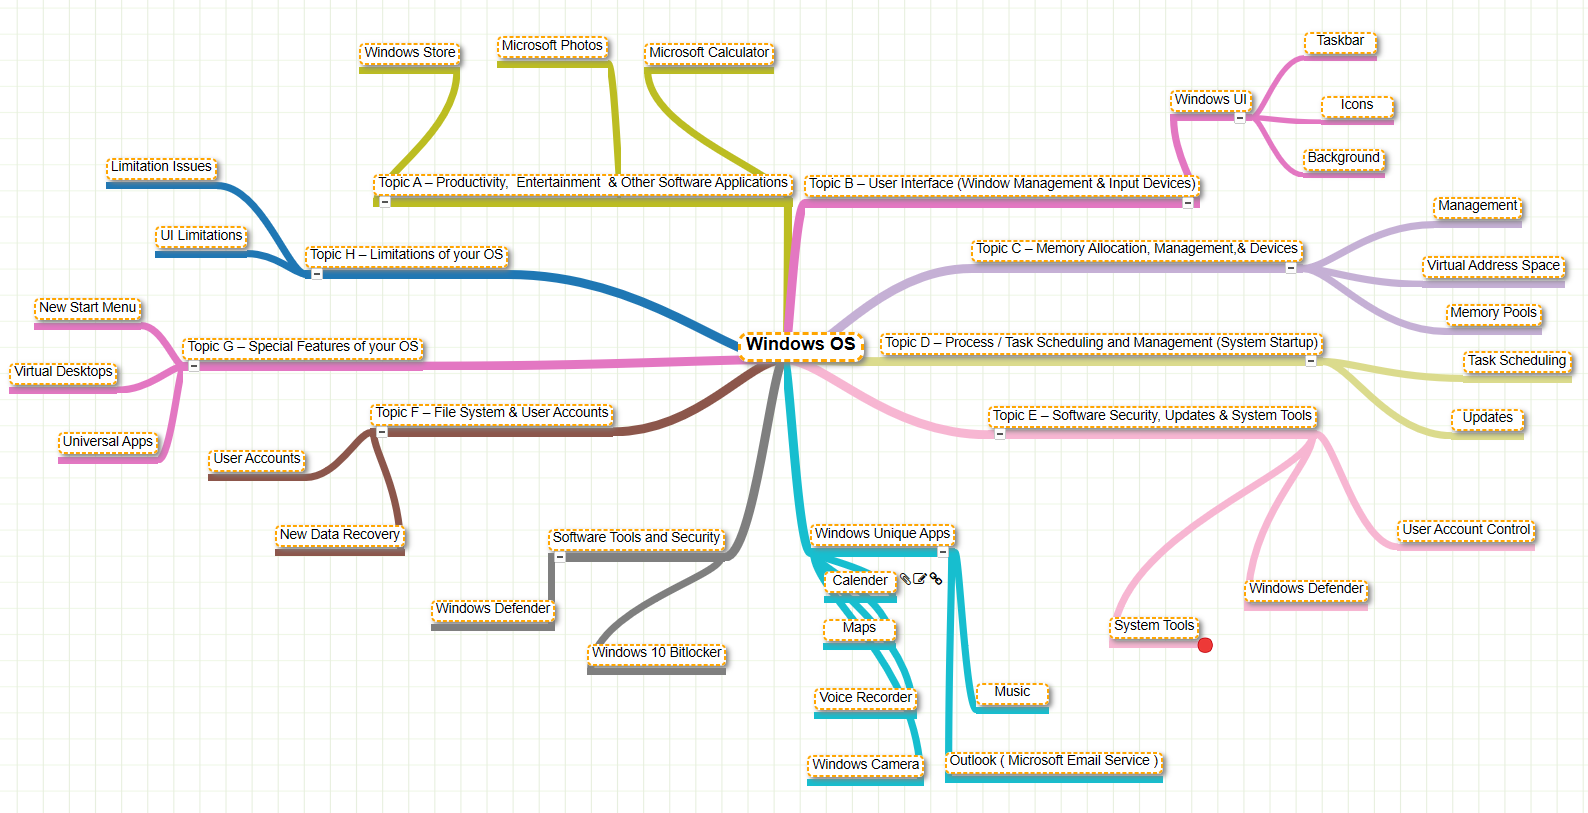 Windows Store
Microsoft Photos
Microsoft Calculator
Topic A – Productivity,  Entertainment  & Other Software Applications
Taskbar
Windows UI
Icons
Background
Topic B – User Interface (Window Management & Input Devices)
Limitation Issues
UI Limitations
Topic H – Limitations of your OS
Management
Topic C – Memory Allocation, Management,& Devices
Virtual Address Space
Memory Pools
New Start Menu
Topic G – Special Features of your OS
Virtual Desktops
Universal Apps
Windows OS
Topic D – Process / Task Scheduling and Management (System Startup)
Task Scheduling
Updates
Topic F – File System & User Accounts
User Accounts
New Data Recovery
Topic E – Software Security, Updates & System Tools
User Account Control
Windows Defender
System Tools
Software Tools and Security
Windows Defender
Windows 10 Bitlocker
Windows Unique Apps
Calender
Maps
Voice Recorder
Windows Camera
Music
Outlook ( Microsoft Email Service )